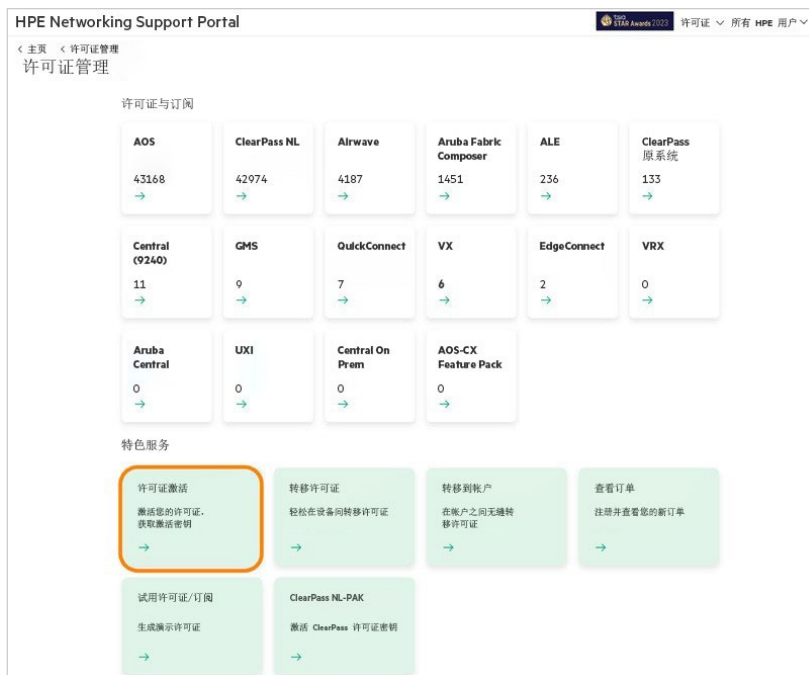 HPE Networking Support Portal
TSIA
STAR Awards 2023
许可证
所有 HPE 用户
主页
许可证管理
许可证管理
许可证与订阅
AOS
43168
ClearPass NL
42974
Airwave
4187
Aruba Fabric
Composer
1451
ALE
236
ClearPass
原系统
133
Central
(9240)
11
GMS
9
QuickConnect
7
VX
6
EdgeConnect
2
VRX
0
Aruba
Central
0
UXI
0
Central On
Prem
0
AOS-CX
Feature Pack
0
特色服务
许可证激活
激活您的许可证.
获取激活密钥
转移许可证
轻松在设备间转移许可证
转移到帐户
在帐户之间无缝转
移许可证
查看订单
注册并查看您的新订单
试用许可证/订阅
生成演示许可证
ClearPass NL-PAK
激活 ClearPass 许可证密钥